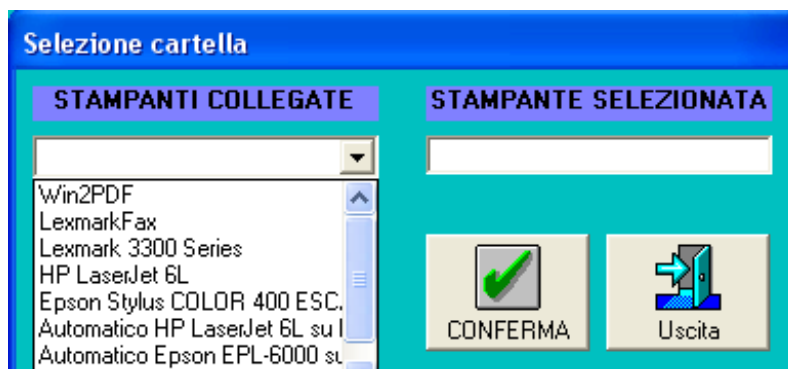 Selezione cartella
STAMPANTI COLLEGATE
STAMPANTE SELEZIONATA
Win2PDF
LexmarkFax
Lexmark 3300 Series
HP LaserJet 6L
Epson Stylus COLOR 400 ESC
Automatico HP LaserJet 6L su
Automatico Epson EPL-6000 su
CONFERMA
Uscita